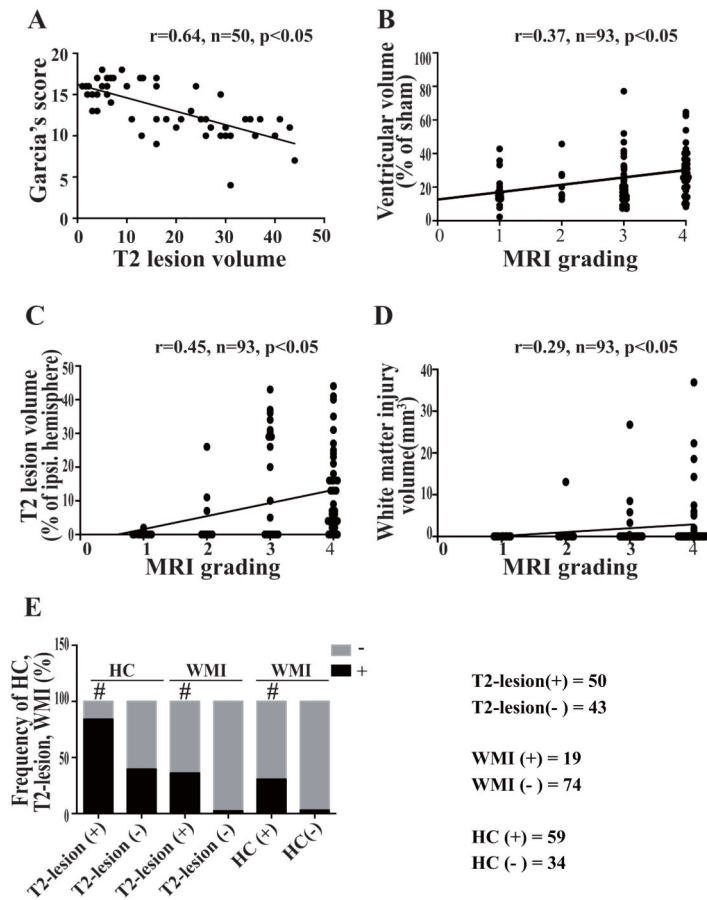 A
r=0.64, n=50, p<0.05
Garcia's score
20
15
10
5
0
0 10 20 30 40 50
T2 lesion volume
B
r=0.37, n=93, p<0.05
Ventricular volume
(% of sham)
100
80
60
40
20
0
0 1 2 3 4
MRI grading
C
r=0.45, n=93, p<0.05
T2 lesion volume
(% of ipsi. hemisphere)
50
40
30
20
10
0
0 1 2 3 4
MRI grading
D
r=0.29, n=93, p<0.05
White matter injury
volume(mm³)
40
30
20
10
0
0 1 2 3 4
MRI grading
E
Frequency of HC,
T2-lesion, WMI (%)
150
100
50
0
-
+
HC WMI WMI
# # #
T2-lesion (+)
T2-lesion (-)
T2-lesion (+)
T2-lesion (-)
HC (+)
HC(-)
T2-lesion(+) = 50
T2-lesion(- ) = 43
WMI (+) = 19
WMI (- ) = 74
HC (+) = 59
HC (- ) = 34